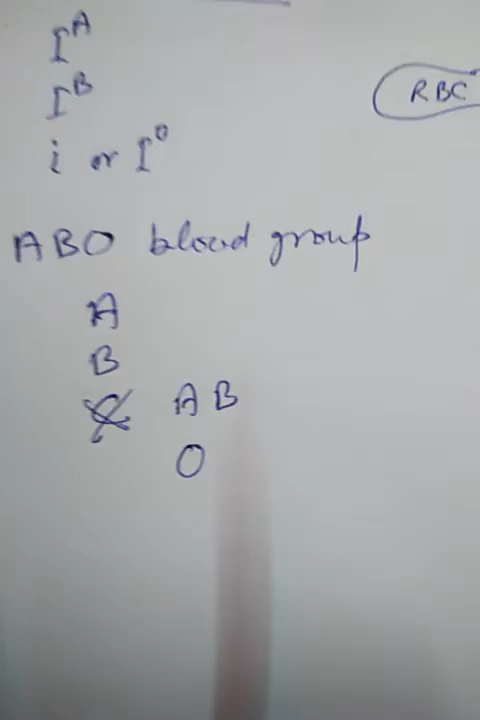 I^A
I^B
RBC
i or I^o
ABO blood group
A
B
AB
O